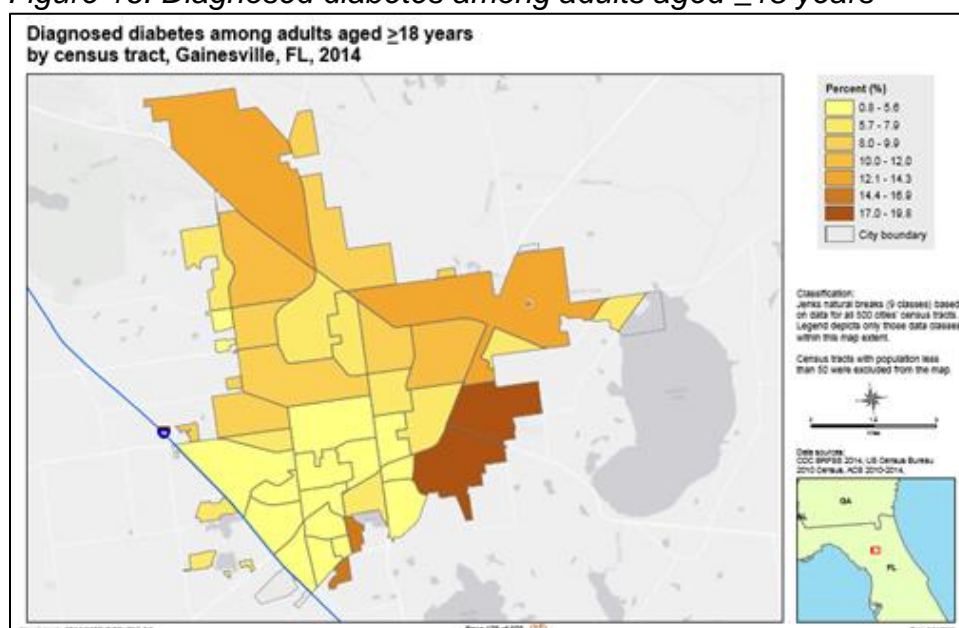 Figure 18. Diagnosed diabetes among adults aged ≥18 years
Diagnosed diabetes among adults aged ≥18 years
by census tract, Gainesville, FL, 2014
Percent (%)
0.8 - 5.6
5.7 - 7.9
8.0 - 9.9
10.0 - 12.0
12.1 - 14.3
14.4 - 16.9
17.0 - 19.8
City boundary
Classification:
Jenks natural breaks (9 classes) based
on data for all 500 cities' census tracts.
Legend depicts only those data classes
within this map extent.
Census tracts with population less
than 50 were excluded from the map.
Miles
Data sources:
CDC BRFSS 2014, US Census Bureau
2010 Census, ACS 2010-2014.
GA
AL
FL